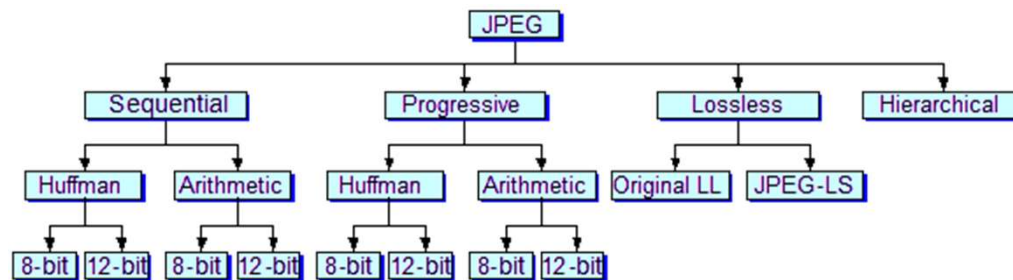 JPEG
Sequential Progressive Lossless Hierarchical
Huffman Arithmetic Huffman Arithmetic Original LL JPEG-LS
8-bit 12-bit 8-bit 12-bit 8-bit 12-bit 8-bit 12-bit